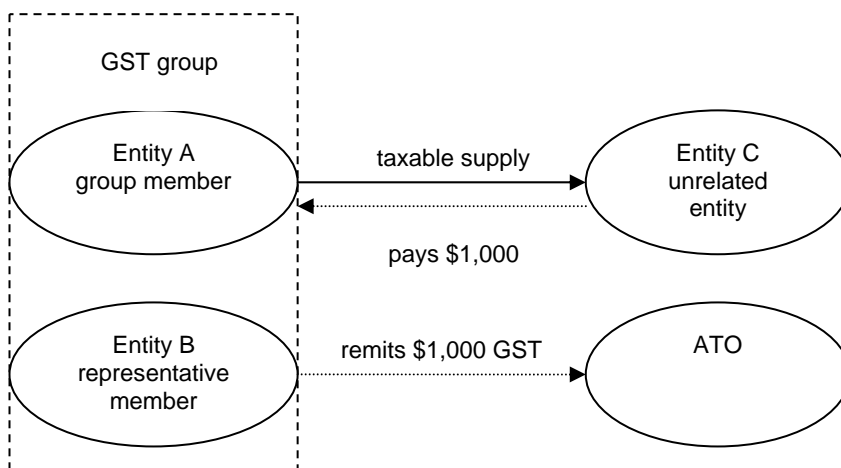 GST group
Entity A
group member
taxable supply
Entity C
unrelated
entity
pays $1,000
Entity B
representative
member
remits $1,000 GST
ATO